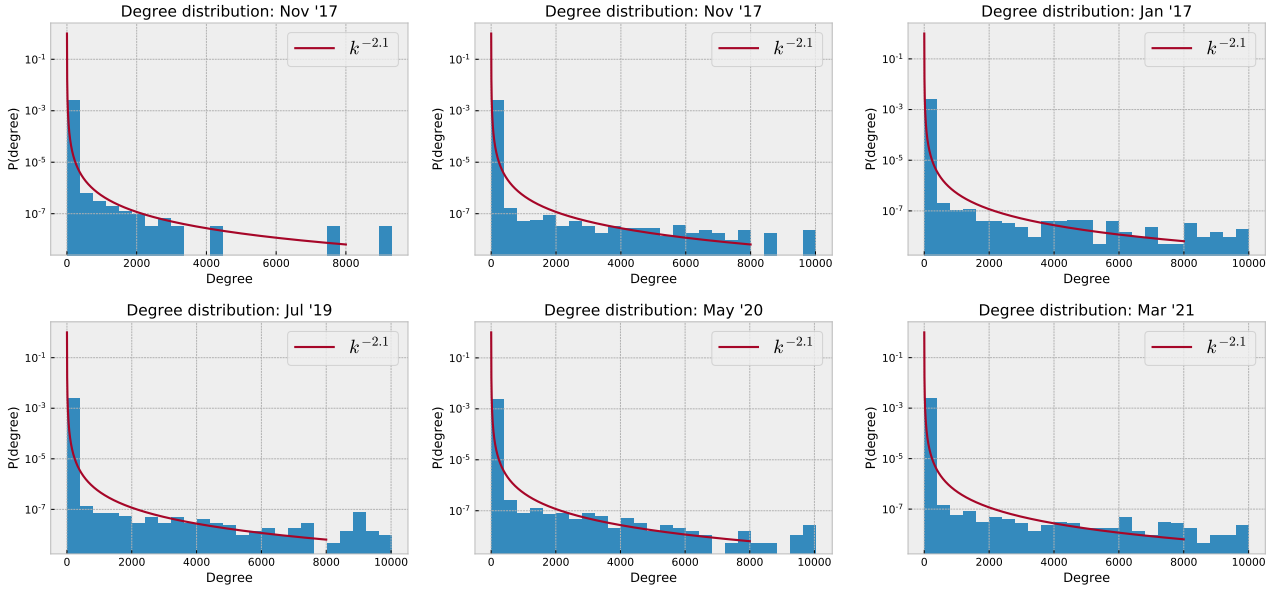 Degree distribution: Nov '17
Degree distribution: Nov '17
Degree distribution: Jan '17
k^{-2.1}
k^{-2.1}
k^{-2.1}
10^{-1}
10^{-3}
10^{-5}
10^{-7}
P(degree)
0 2000 4000 6000 8000
Degree
10^{-1}
10^{-3}
10^{-5}
10^{-7}
P(degree)
0 2000 4000 6000 8000 10000
Degree
10^{-1}
10^{-3}
10^{-5}
10^{-7}
P(degree)
0 2000 4000 6000 8000 10000
Degree
Degree distribution: Jul '19
Degree distribution: May '20
Degree distribution: Mar '21
k^{-2.1}
k^{-2.1}
k^{-2.1}
10^{-1}
10^{-3}
10^{-5}
10^{-7}
P(degree)
0 2000 4000 6000 8000 10000
Degree
10^{-1}
10^{-3}
10^{-5}
10^{-7}
P(degree)
0 2000 4000 6000 8000 10000
Degree
10^{-1}
10^{-3}
10^{-5}
10^{-7}
P(degree)
0 2000 4000 6000 8000 10000
Degree